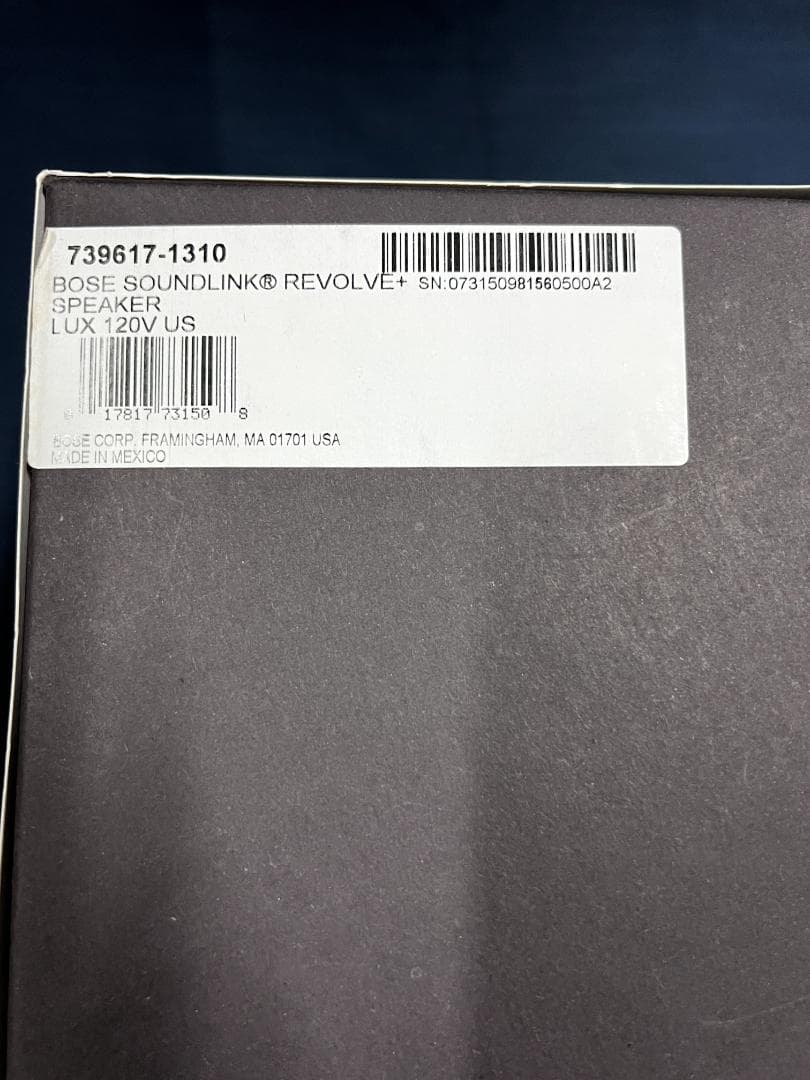 739617-1310
BOSE SOUNDLINK® REVOLVE+ SN:073150981560500A2
SPEAKER
LUX 120V US
17817 73150 8
BOSE CORP. FRAMINGHAM, MA 01701 USA
MADE IN MEXICO